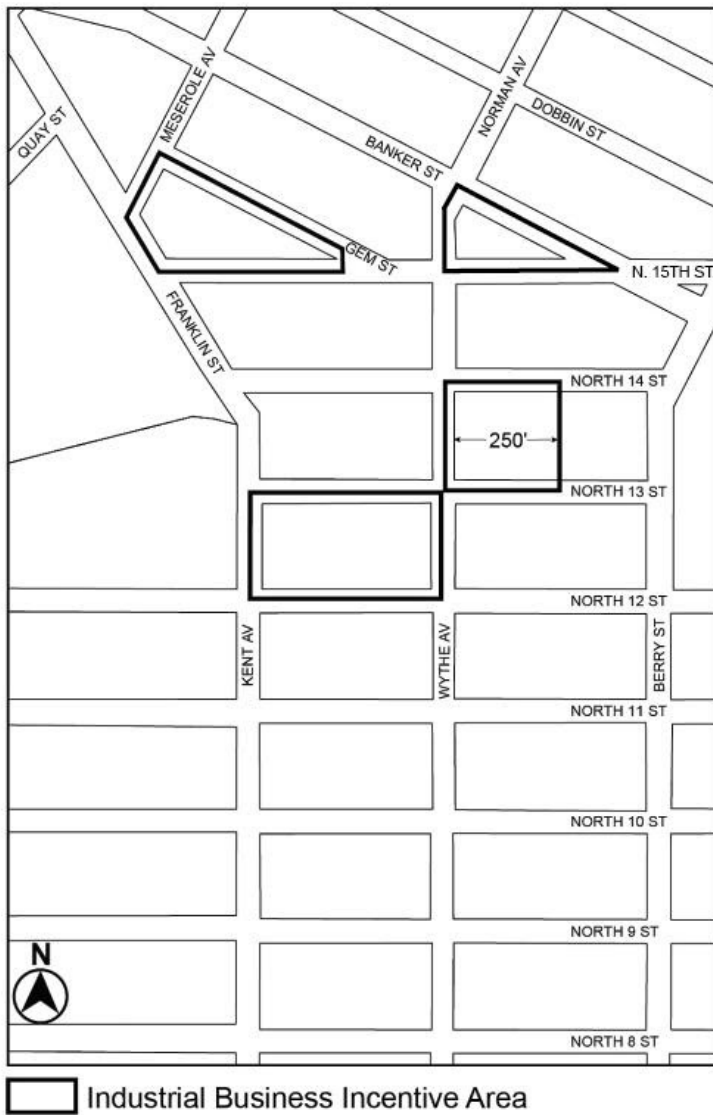 MESEROLE AV
NORMAN AV
QUAY ST
DOBBIN ST
BANKER ST
GEM ST
N. 15TH ST
FRANKLIN ST
NORTH 14 ST
250'
NORTH 13 ST
NORTH 12 ST
KENT AV
WYTHE AV
BERRY ST
NORTH 11 ST
NORTH 10 ST
NORTH 9 ST
N
NORTH 8 ST
Industrial Business Incentive Area